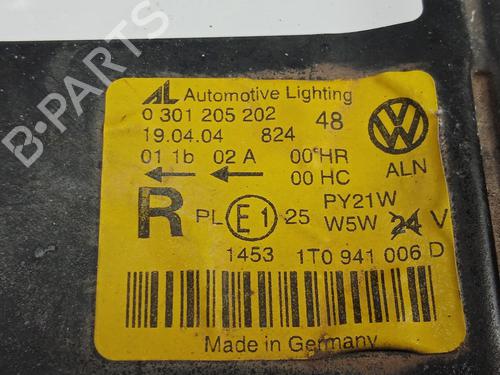 AL Automotive Lighting
0 301 205 202 48
19.04.04 824
01 1b 02 A 00 HR
00 HC
ALN
R PL E1 25
PY21W
W5W 24 V
1453 1T0 941 006 D
Made in Germany
B-PARTS